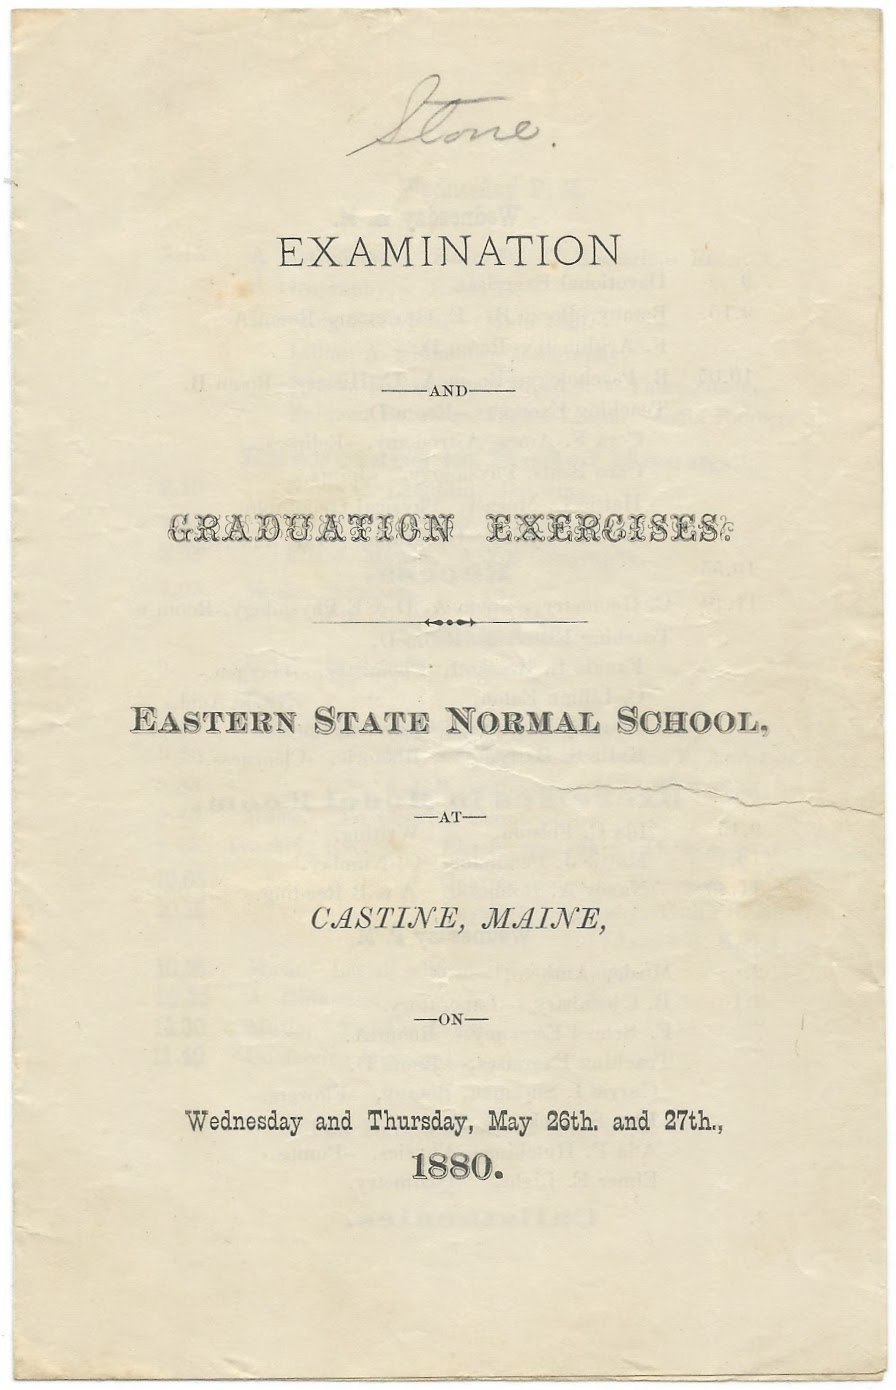 Stone.
EXAMINATION
—AND—
GRADUATION EXERCISES.
EASTERN STATE NORMAL SCHOOL,
—AT—
CASTINE, MAINE,
—ON—
Wednesday and Thursday, May 26th. and 27th.,
1880.